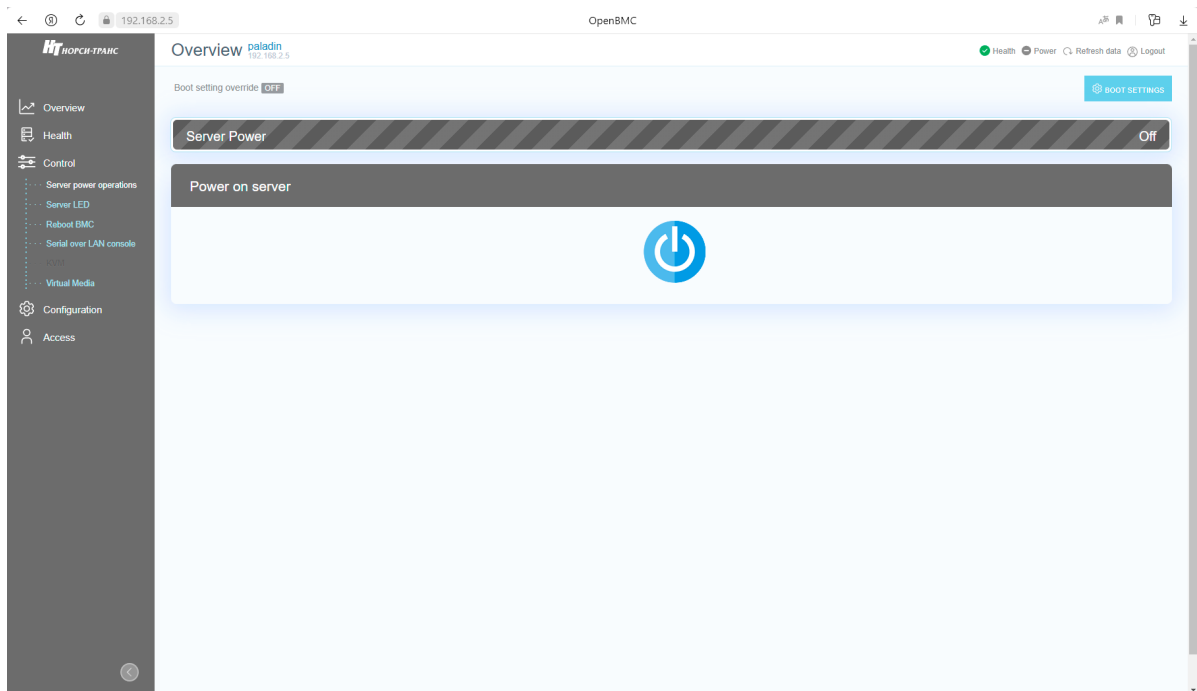 192.168.2.5
OpenBMC
НТ НОРСИ-ТРАНС
Overview
Health
Control
Server power operations
Server LED
Reboot BMC
Serial over LAN console
KVM
Virtual Media
Configuration
Access
Overview paladin
192.168.2.5
Health Power Refresh data Logout
Boot setting override OFF
BOOT SETTINGS
Server Power Off
Power on server